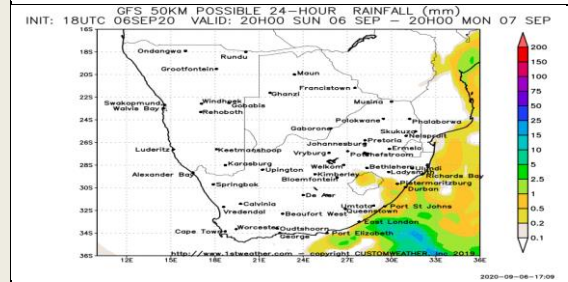 GFS 50KM POSSIBLE 24-HOUR RAINFALL (mm)
INIT: 18UTC 06SEP20 VALID: 20H00 SUN 06 SEP - 20H00 MON 07 SEP
16S
18S
20S
22S
24S
26S
28S
30S
32S
34S
36S
12E
15E
18E
21E
24E
27E
30E
33E
36E
Ondangwa
Rundu
Grootfontein
Maun
Francistown
Ghanzi
Musina
Swakopmund
Windhoek
Gobabis
Walvis Bay
Rehoboth
Polokwane
Phalaborwa
Gaborone
Skukuza
Pretoria
Nelspruit
Johannesburg
Ermelo
Luderitz
Keetmanshoop
Vryburg
Potchefstroom
Karasburg
Upington
Welkom
Bethlehem
Ulundi
Alexander Bay
Kimberley
Ladysmith
Richards Bay
Bloemfontein
Springbok
Pietermaritzburg
Durban
De Aar
Calvinia
Umtata
Port St Johns
Vredendal
Beaufort West
Queenstown
East London
Cape Town
Worcester
Oudtshoorn
George
Port Elizabeth
http://www.1stweather.com - copyright CUSTOMWEATHER, inc 2019
200
150
100
75
50
25
15
10
5
2.5
1
0.5
0.2
0.1
2020-09-06-17:09